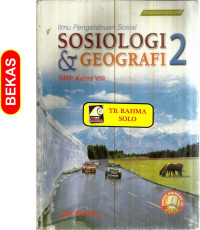 BEKAS
Ilmu Pengetahuan Sosial
SOSIOLOGI
& GEOGRAFI 2
SMP Kelas VIII
TB. RAHMA
SOLO